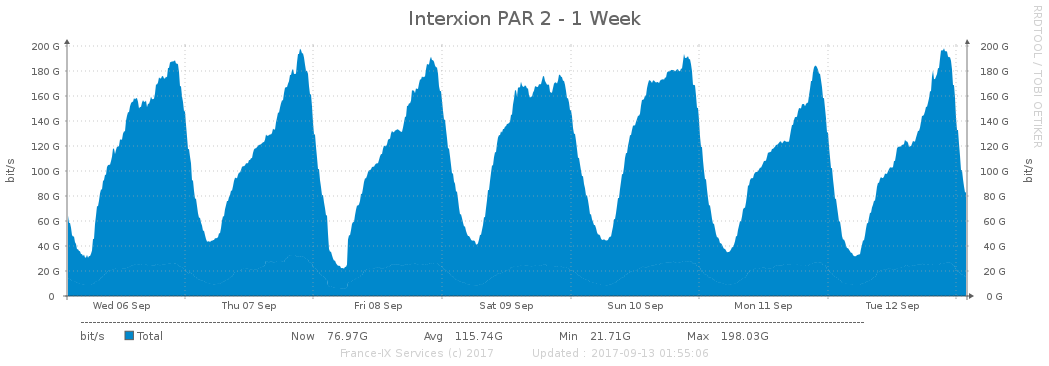 Interxion PAR 2 - 1 Week
RRDTOOL / TOBI OETIKER
bit/s
200 G
180 G
160 G
140 G
120 G
100 G
80 G
60 G
40 G
20 G
0
200 G
180 G
160 G
140 G
120 G
100 G
80 G
60 G
40 G
20 G
0 G
bit/s
Wed 06 Sep Thu 07 Sep Fri 08 Sep Sat 09 Sep Sun 10 Sep Mon 11 Sep Tue 12 Sep
bit/s Total Now 76.97G Avg 115.74G Min 21.71G Max 198.03G
France-IX Services (c) 2017 Updated : 2017-09-13 01:55:06